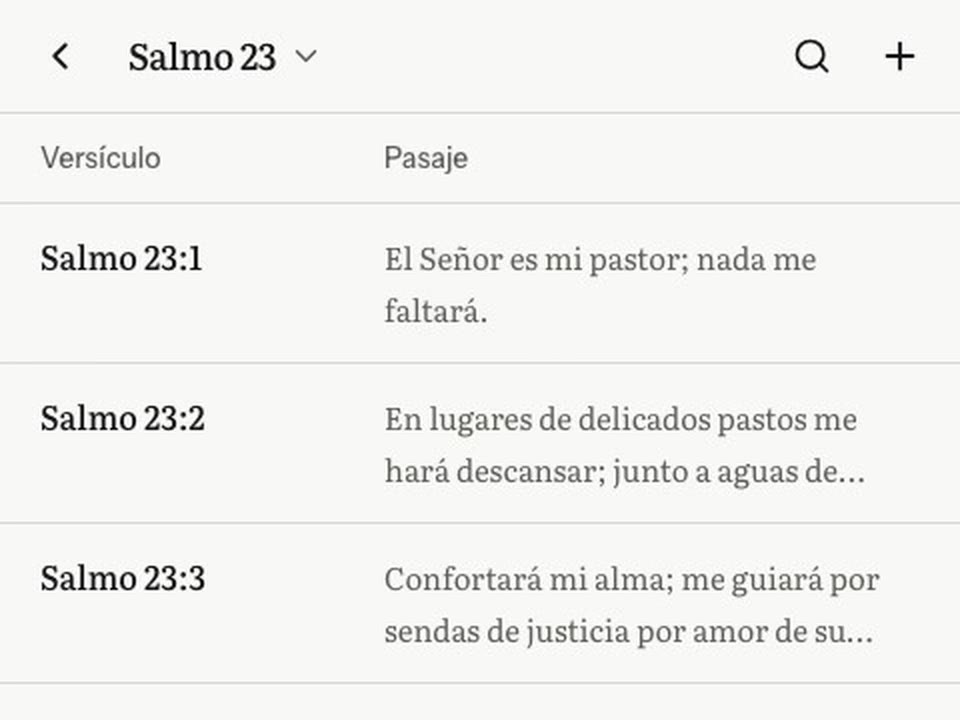 Salmo 23
Versículo Pasaje
Salmo 23:1 El Señor es mi pastor; nada me
faltará.
Salmo 23:2 En lugares de delicados pastos me
hará descansar; junto a aguas de...
Salmo 23:3 Confortará mi alma; me guiará por
sendas de justicia por amor de su...